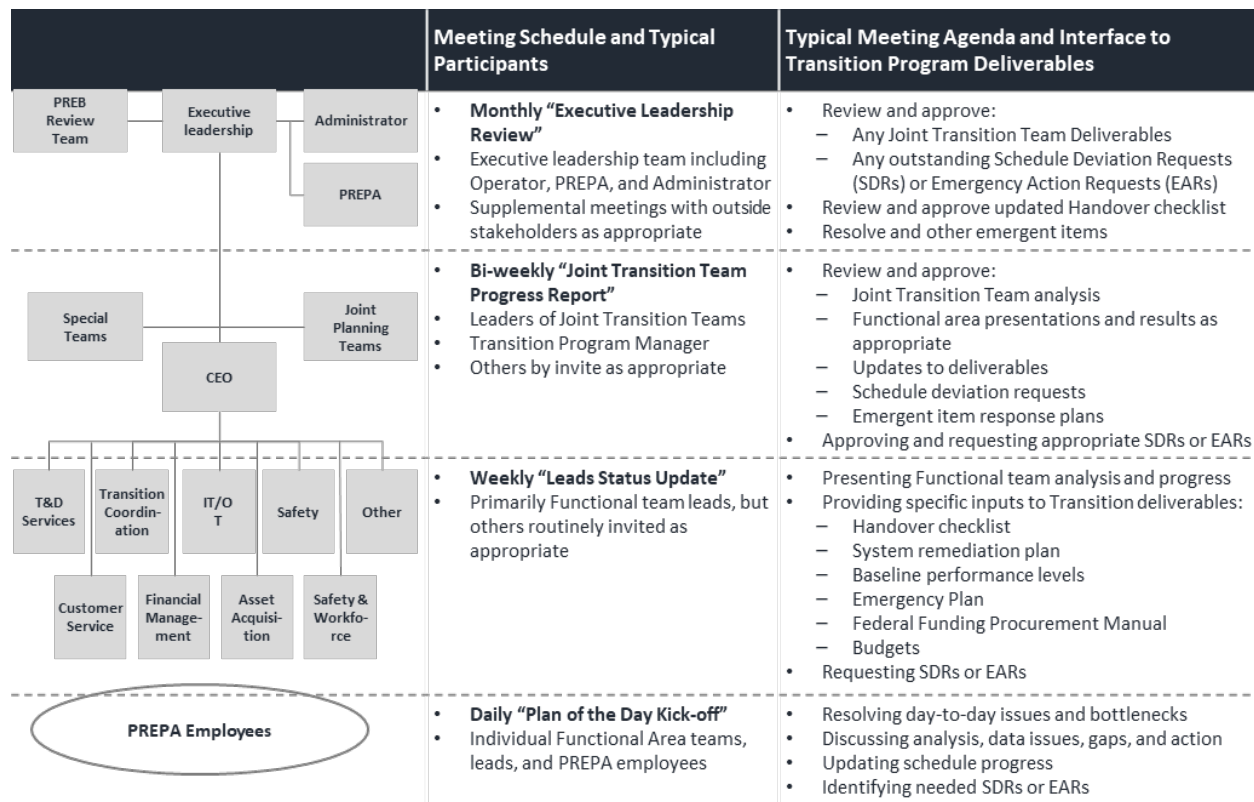 Meeting Schedule and Typical
Participants
Typical Meeting Agenda and Interface to
Transition Program Deliverables
PREB
Review
Team
Executive
leadership
Administrator
PREPA
• Monthly “Executive Leadership
Review”
• Executive leadership team including
Operator, PREPA, and Administrator
• Supplemental meetings with outside
stakeholders as appropriate
• Review and approve:
– Any Joint Transition Team Deliverables
– Any outstanding Schedule Deviation Requests
(SDRs) or Emergency Action Requests (EARs)
• Review and approve updated Handover checklist
• Resolve and other emergent items
Special
Teams
Joint
Planning
Teams
CEO
• Bi-weekly “Joint Transition Team
Progress Report”
• Leaders of Joint Transition Teams
• Transition Program Manager
• Others by invite as appropriate
• Review and approve:
– Joint Transition Team analysis
– Functional area presentations and results as
appropriate
– Updates to deliverables
– Schedule deviation requests
– Emergent item response plans
• Approving and requesting appropriate SDRs or EARs
T&D
Services
Transition
Coordin-
ation
IT/O
T
Safety
Other
Customer
Service
Financial
Manage-
ment
Asset
Acquisi-
tion
Safety &
Workfo-
rce
• Weekly “Leads Status Update”
• Primarily Functional team leads, but
others routinely invited as
appropriate
• Presenting Functional team analysis and progress
• Providing specific inputs to Transition deliverables:
– Handover checklist
– System remediation plan
– Baseline performance levels
– Emergency Plan
– Federal Funding Procurement Manual
– Budgets
• Requesting SDRs or EARs
PREPA Employees
• Daily “Plan of the Day Kick-off”
• Individual Functional Area teams,
leads, and PREPA employees
• Resolving day-to-day issues and bottlenecks
• Discussing analysis, data issues, gaps, and action
• Updating schedule progress
• Identifying needed SDRs or EARs